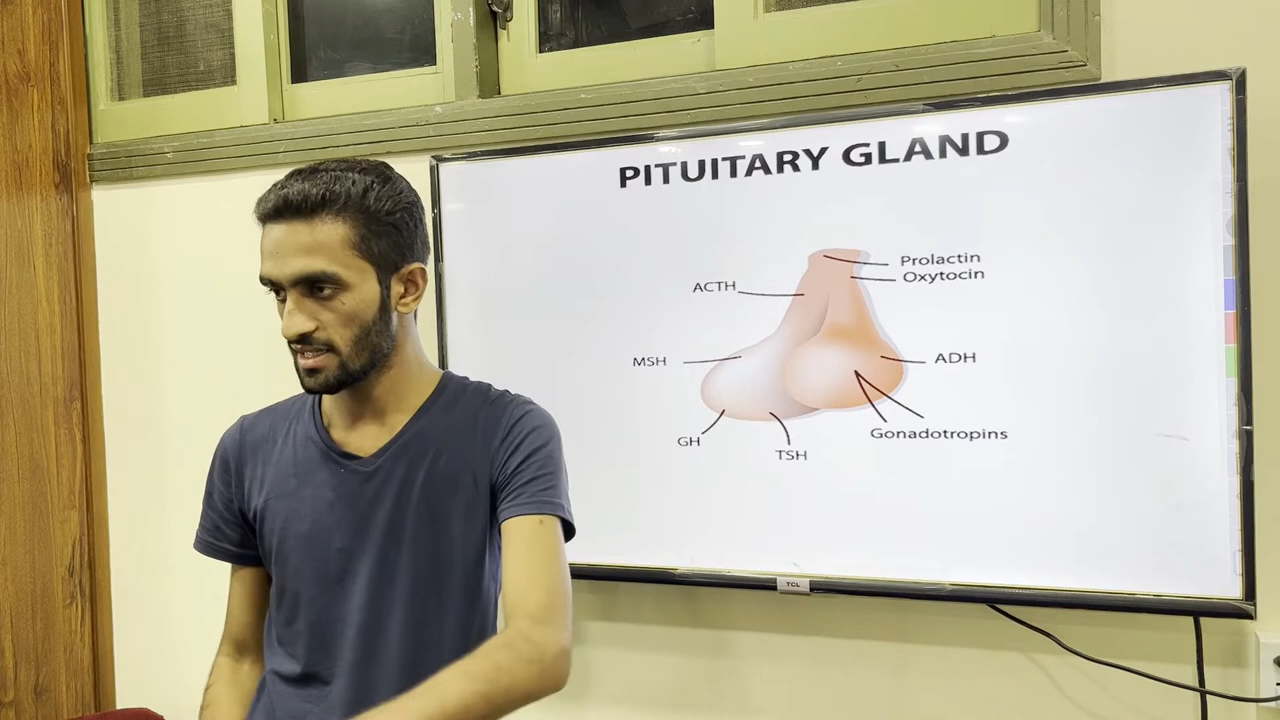 PITUITARY GLAND
Prolactin
Oxytocin
ACTH
MSH
ADH
GH
TSH
Gonadotropins
TCL